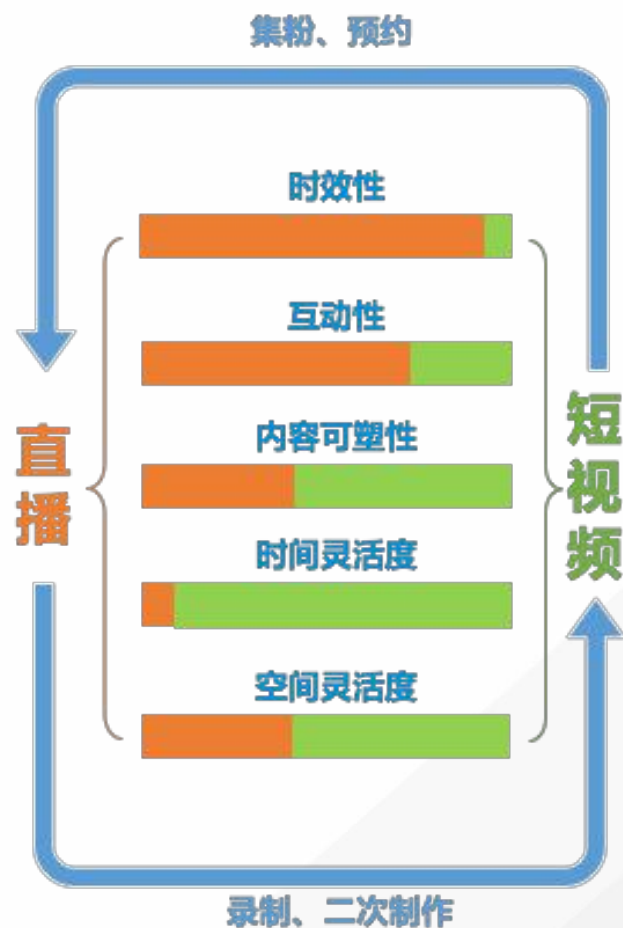 集粉、预约
时效性
互动性
内容可塑性
时间灵活度
空间灵活度
直播
短视频
录制、二次制作